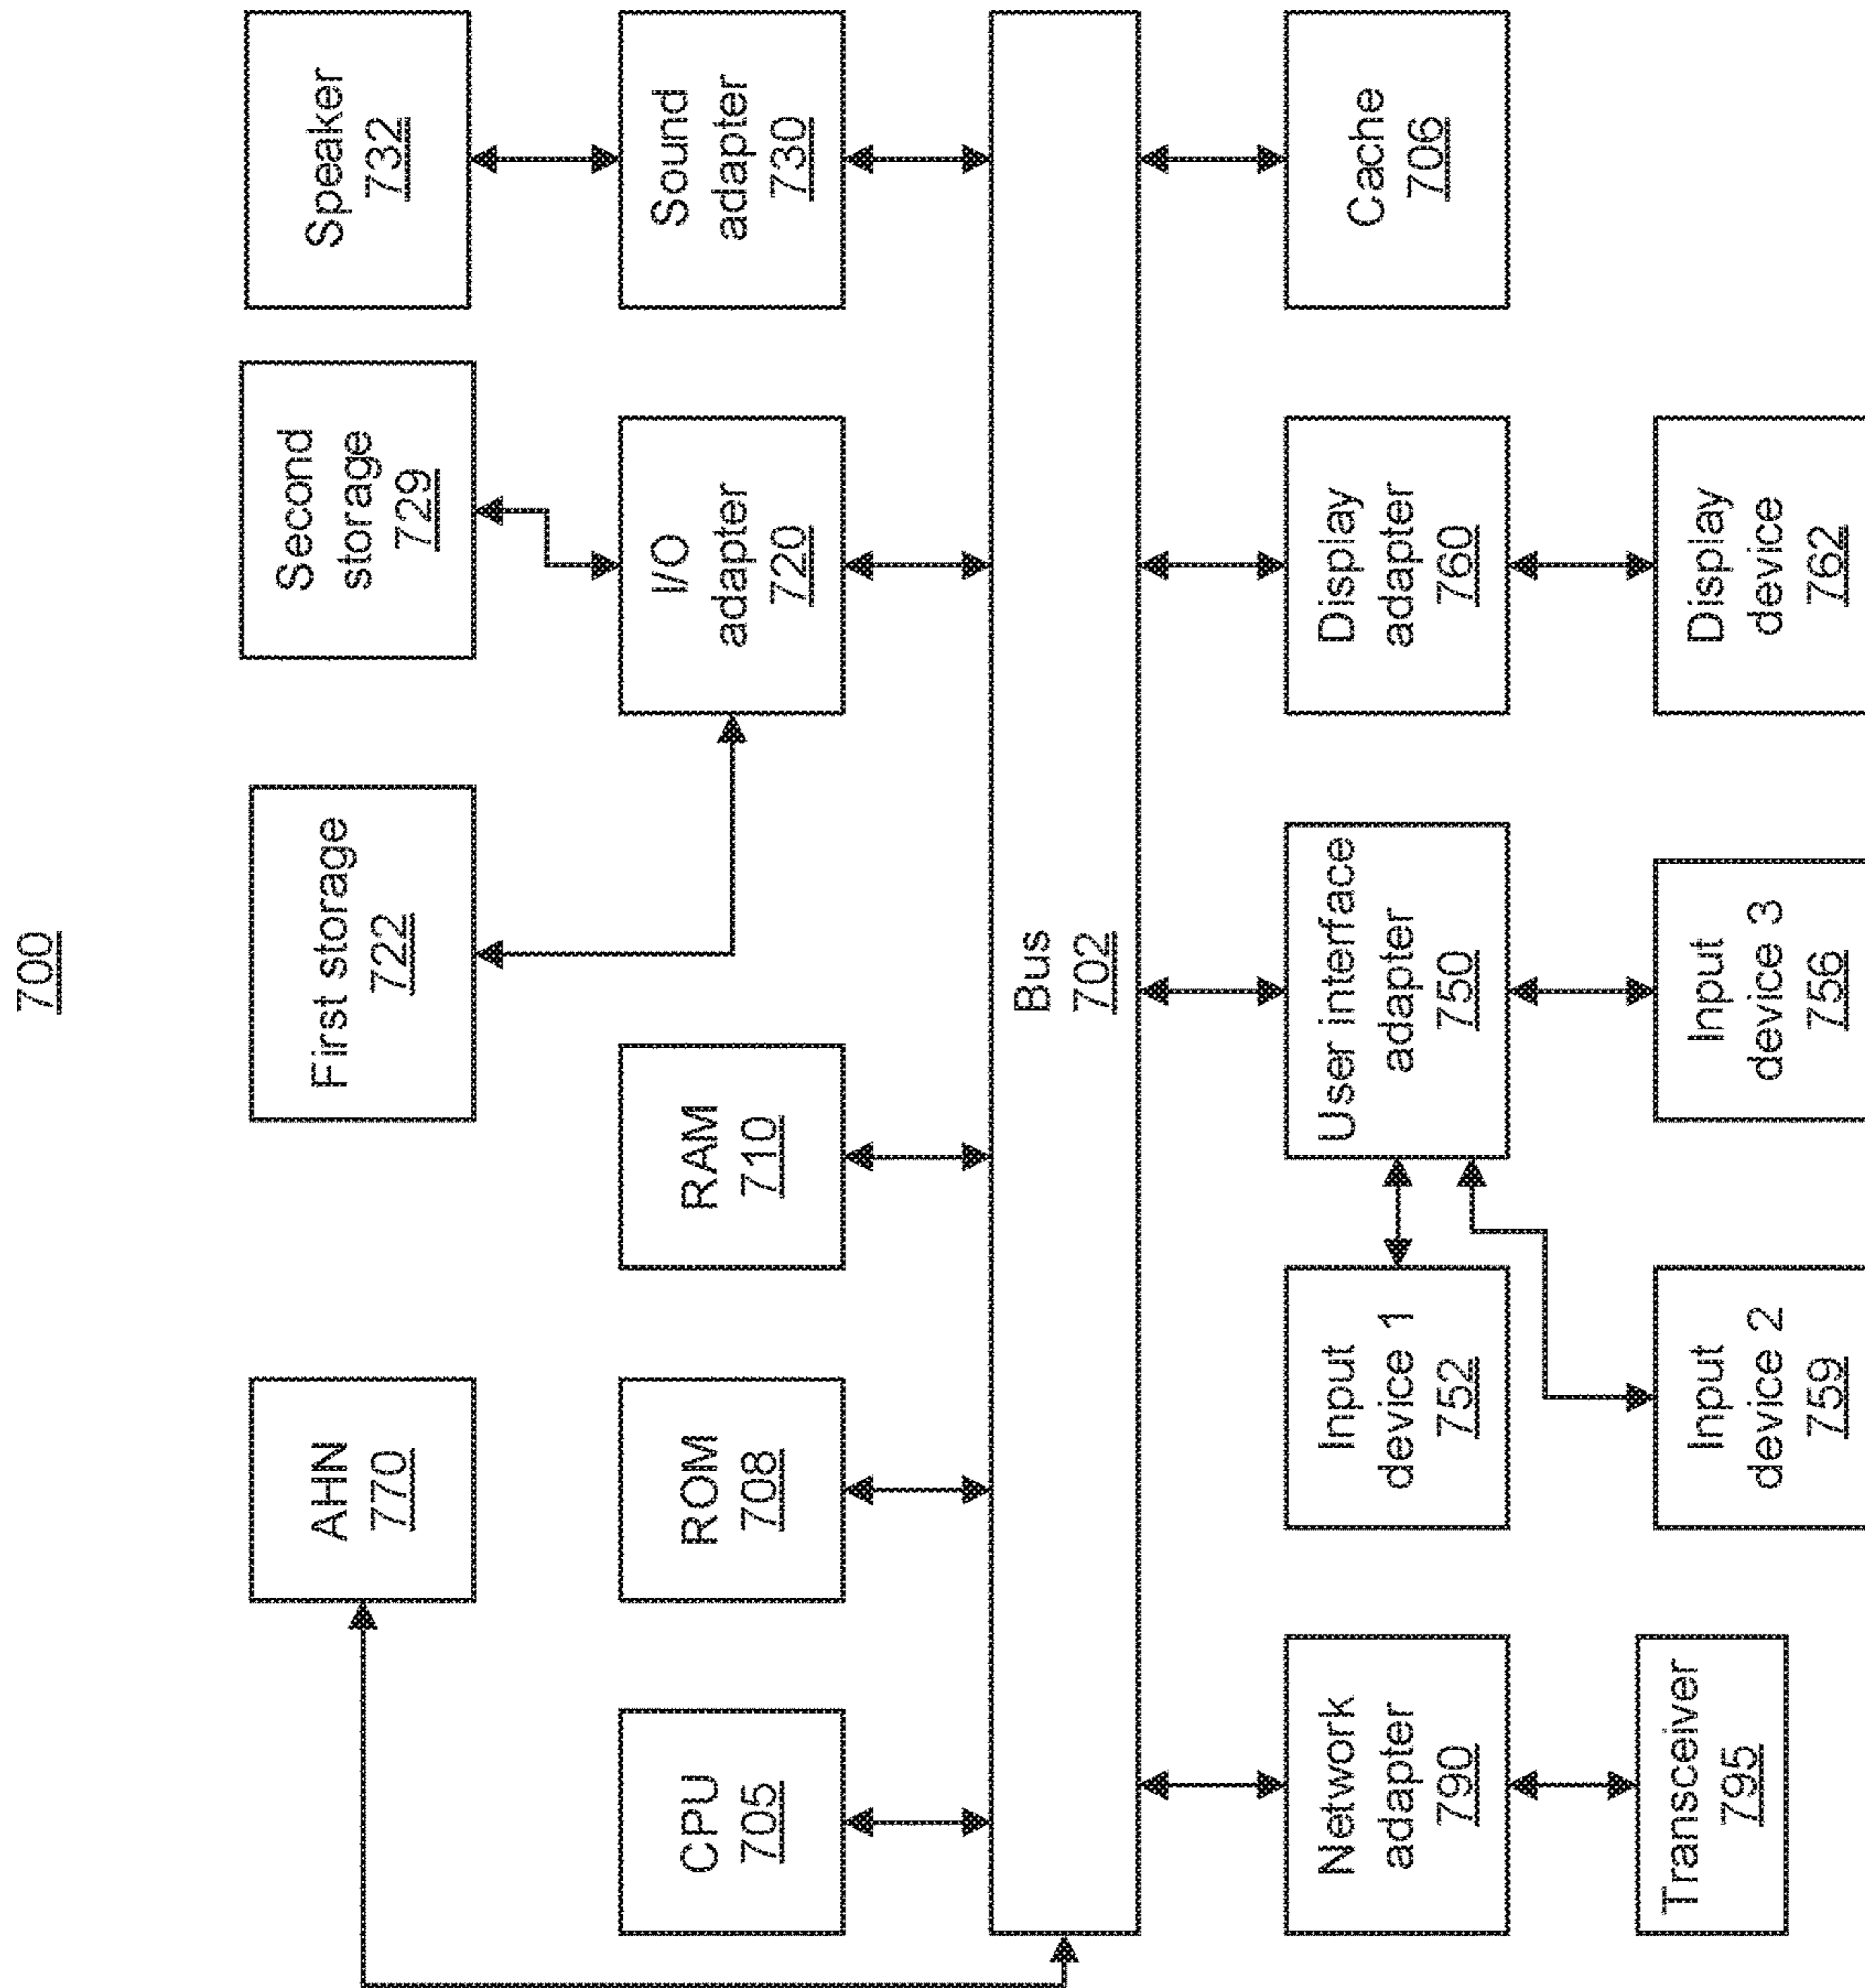 700
AHN
770
First storage
722
Second
storage
729
Speaker
732
CPU
705
ROM
708
RAM
710
I/O
adapter
720
Sound
adapter
730
Bus
702
Network
adapter
790
Input
device 1
752
User interface
adapter
750
Display
adapter
760
Cache
706
Transceiver
795
Input
device 2
759
Input
device 3
756
Display
device
762